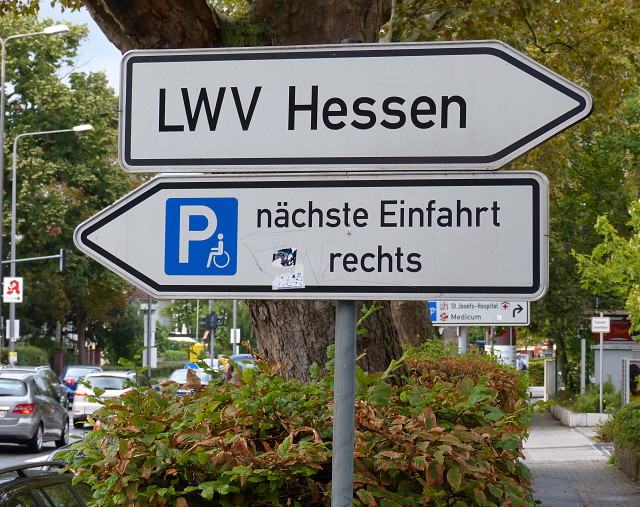 LWV Hessen
P nächste Einfahrt
rechts
St. Josefs-Hospital
Medicum